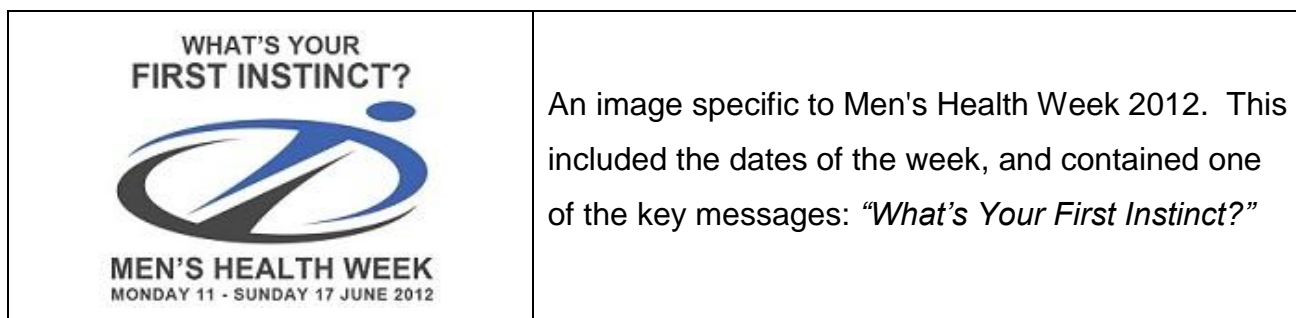 WHAT'S YOUR
FIRST INSTINCT?
MEN'S HEALTH WEEK
MONDAY 11 - SUNDAY 17 JUNE 2012
An image specific to Men's Health Week 2012.  This
included the dates of the week, and contained one
of the key messages: “What’s Your First Instinct?”